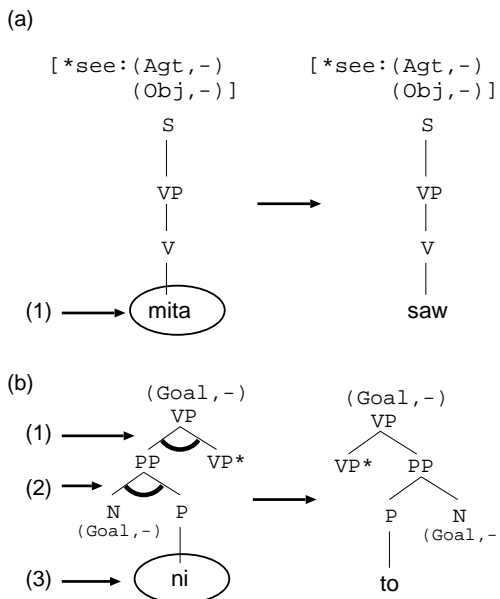 (a)
[*see:(Agt,-) [*see:(Agt,-)
(Obj,-)] (Obj,-)]
S S
VP VP
V V
(1) mita saw
(b)
(Goal,-) (Goal,-)
VP VP
(1) PP VP* VP* PP
(2) N P P N
(Goal,-) (Goal,-
(3) ni to